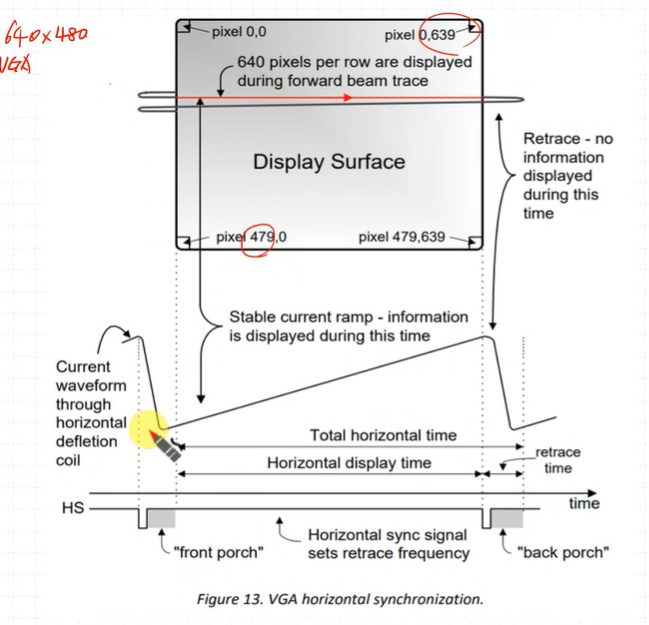 640x480
VGA
pixel 0,0
pixel 0,639
640 pixels per row are displayed
during forward beam trace
Display Surface
Retrace - no
information
displayed
during this
time
pixel 479,0
pixel 479,639
Stable current ramp - information
is displayed during this time
Current
waveform
through
horizontal
defletion
coil
Total horizontal time
Horizontal display time
retrace
time
HS
time
"front porch"
Horizontal sync signal
sets retrace frequency
"back porch"
Figure 13. VGA horizontal synchronization.